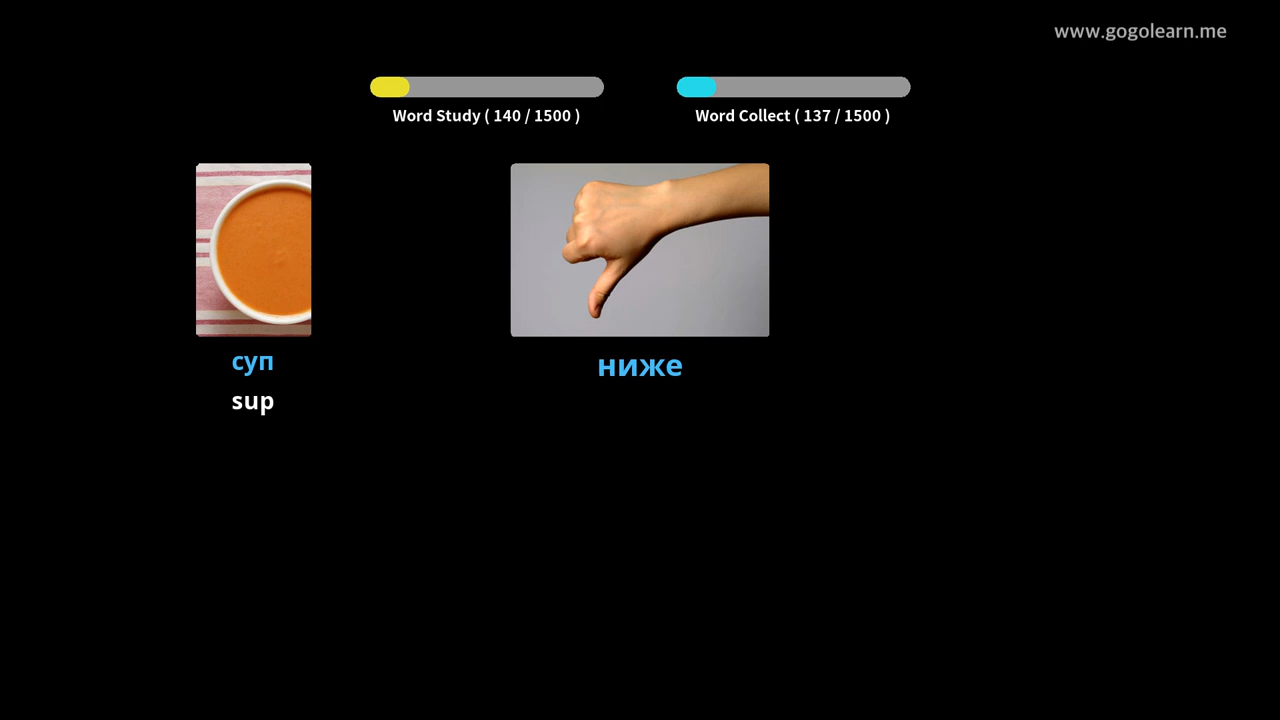 www.gogolearn.me
Word Study ( 140 / 1500 )
Word Collect ( 137 / 1500 )
суп
sup
ниже